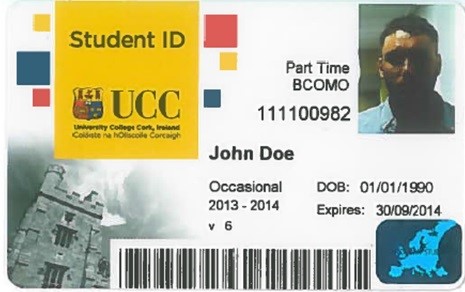 Student ID
UCC
University College Cork, Ireland
Coláiste na hOllscoile Corcaigh
Part Time
BCOMO
111100982
John Doe
Occasional
2013 - 2014
v 6
DOB: 01/01/1990
Expires: 30/09/2014